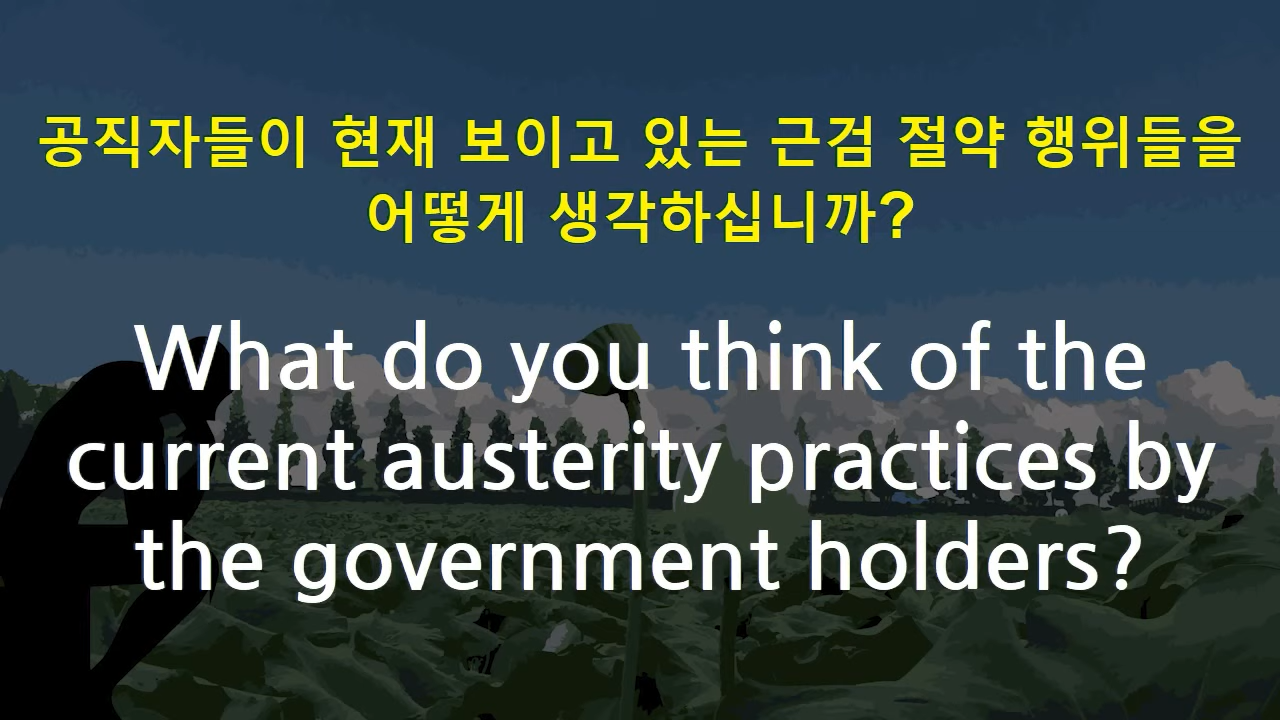 공직자들이 현재 보이고 있는 근검 절약 행위들을
어떻게 생각하십니까?
What do you think of the
current austerity practices by
the government holders?